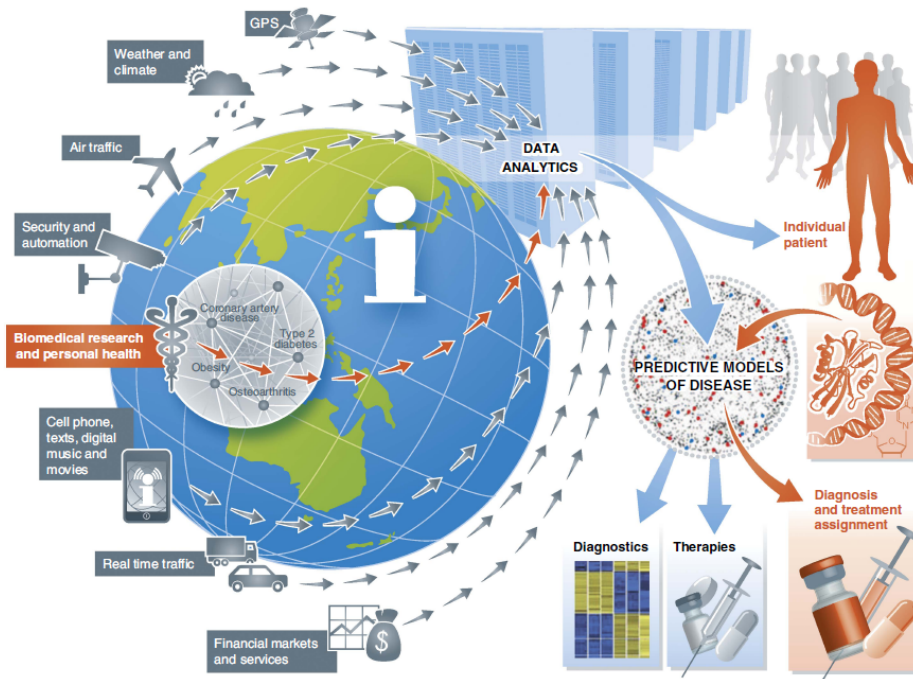 GPS
Weather and
climate
Air traffic
Security and
automation
Biomedical research
and personal health
Cell phone,
texts, digital
music and
movies
Real time traffic
Financial markets
and services
Coronary artery
disease
Type 2
diabetes
Obesity
Osteoarthritis
i
i
$
DATA
ANALYTICS
Individual
patient
PREDICTIVE MODELS
OF DISEASE
Diagnostics
Therapies
Diagnosis
and treatment
assignment